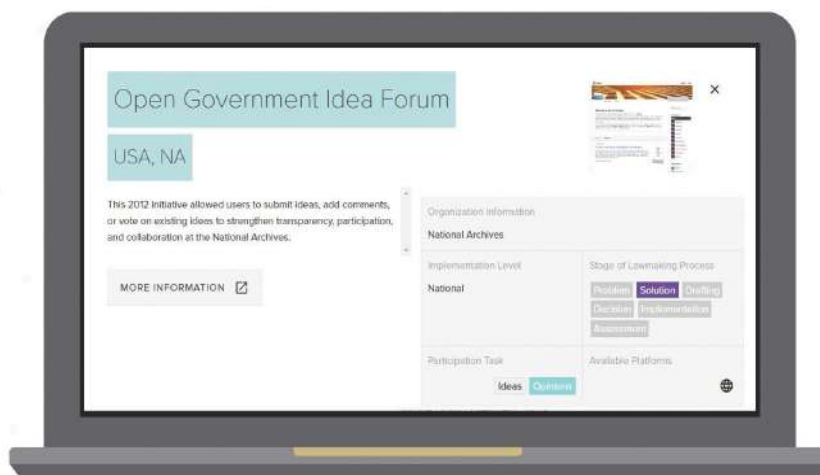 Open Government Idea Forum
USA, NA
This 2012 initiative allowed users to submit ideas, add comments,
or vote on existing ideas to strengthen transparency, participation,
and collaboration at the National Archives.
MORE INFORMATION
Organization Information
National Archives
Implementation Level
National
Stage of Lawmaking Process
Problem Solution Drafting
Decision Implementation
Assessment
Participation Task
Ideas Opinions
Available Platforms